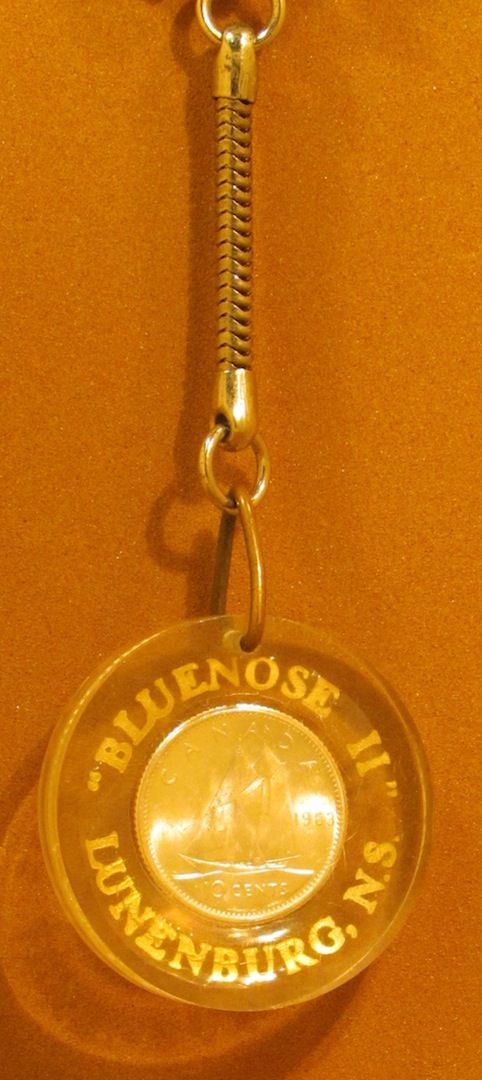 "BLUENOSE II"
LUNENBURG, N.S.
CANADA
10 CENTS